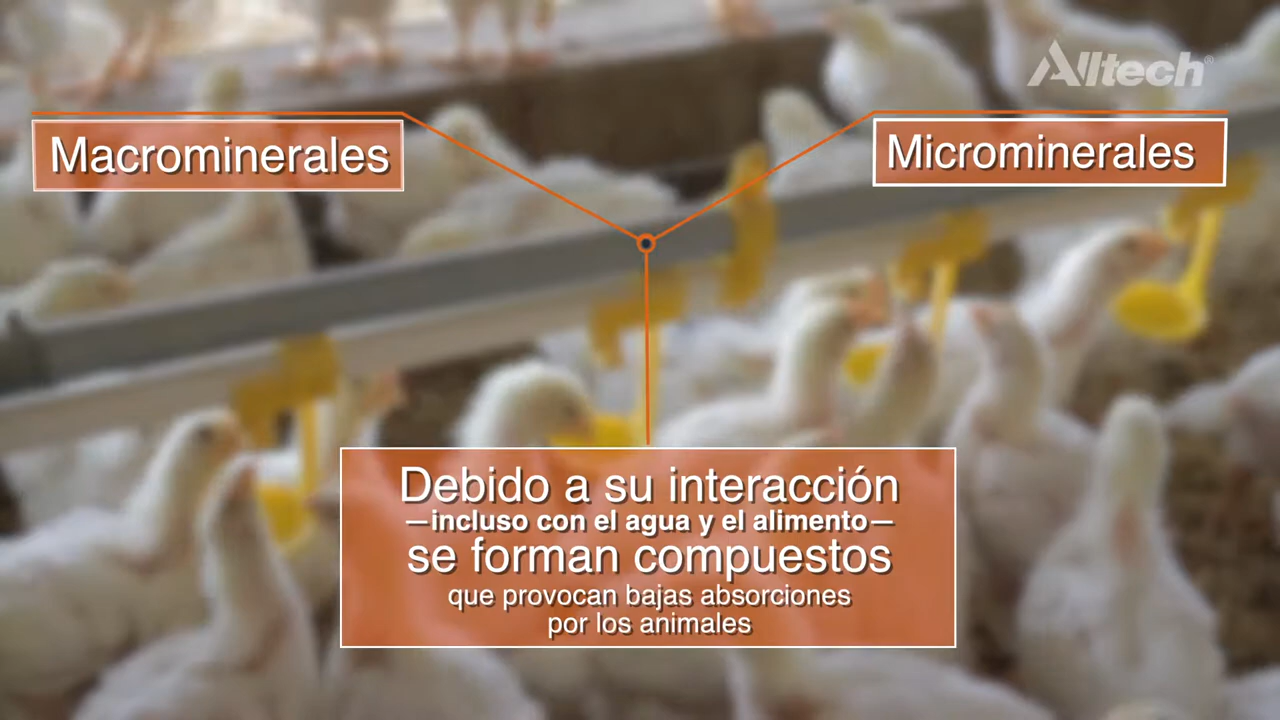 Alltech®
Macrominerales
Microminerales
Debido a su interacción
—incluso con el agua y el alimento—
se forman compuestos
que provocan bajas absorciones
por los animales